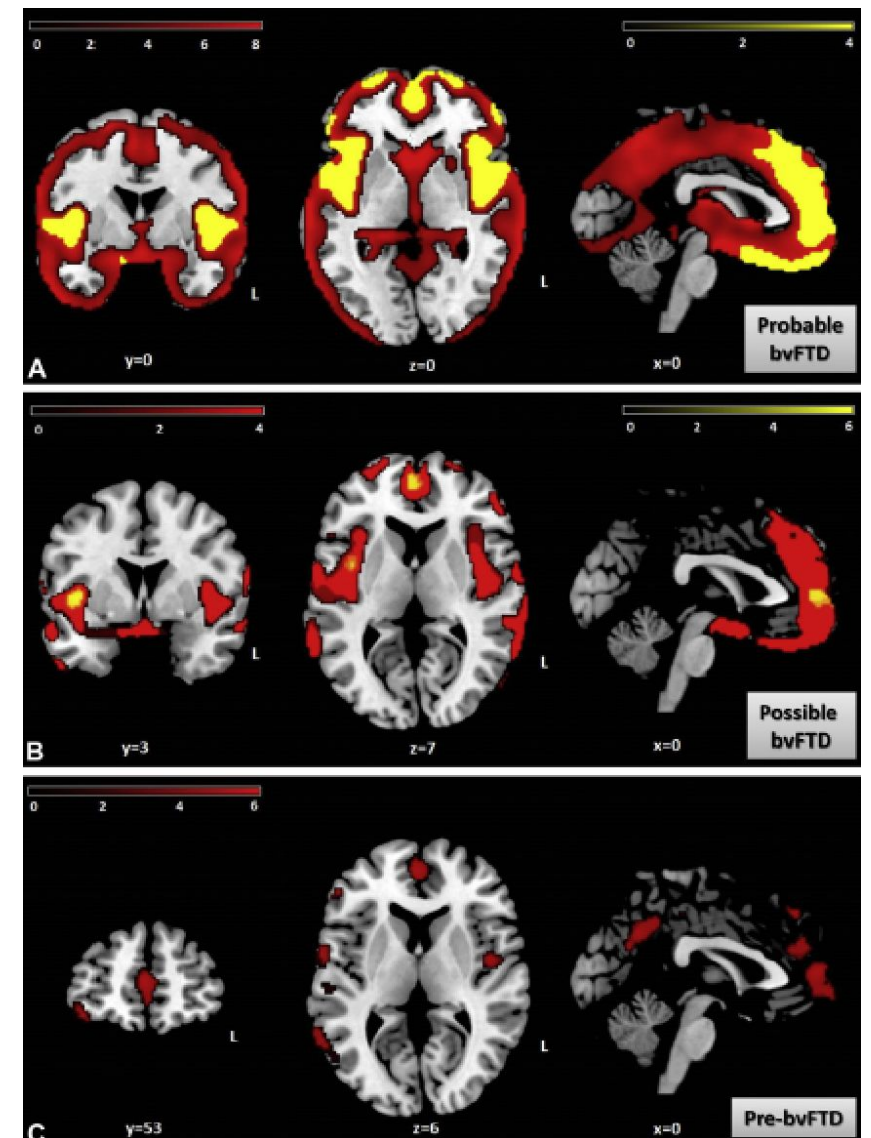 0 2 4 6 8
0 2 4
L
L
y=0 z=0 x=0
Probable
bvFTD
A
0 2 4
0 2 4 6
L
L
y=3 z=7 x=0
Possible
bvFTD
B
0 2 4 6
L
L
y=53 z=6 x=0
Pre-bvFTD
C